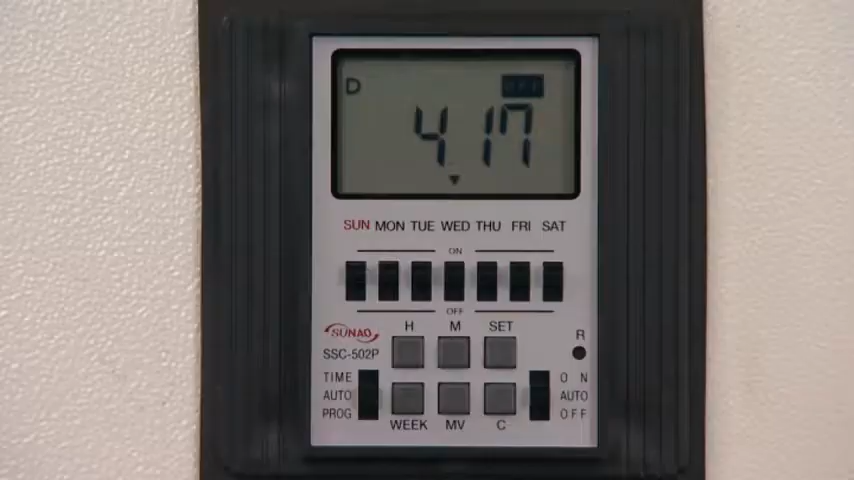 D OFF
4.17
SUN MON TUE WED THU FRI SAT
ON
OFF
SUNAO
H M SET
SSC-502P
R
TIME
AUTO
PROG
ON
AUTO
OFF
WEEK MV C